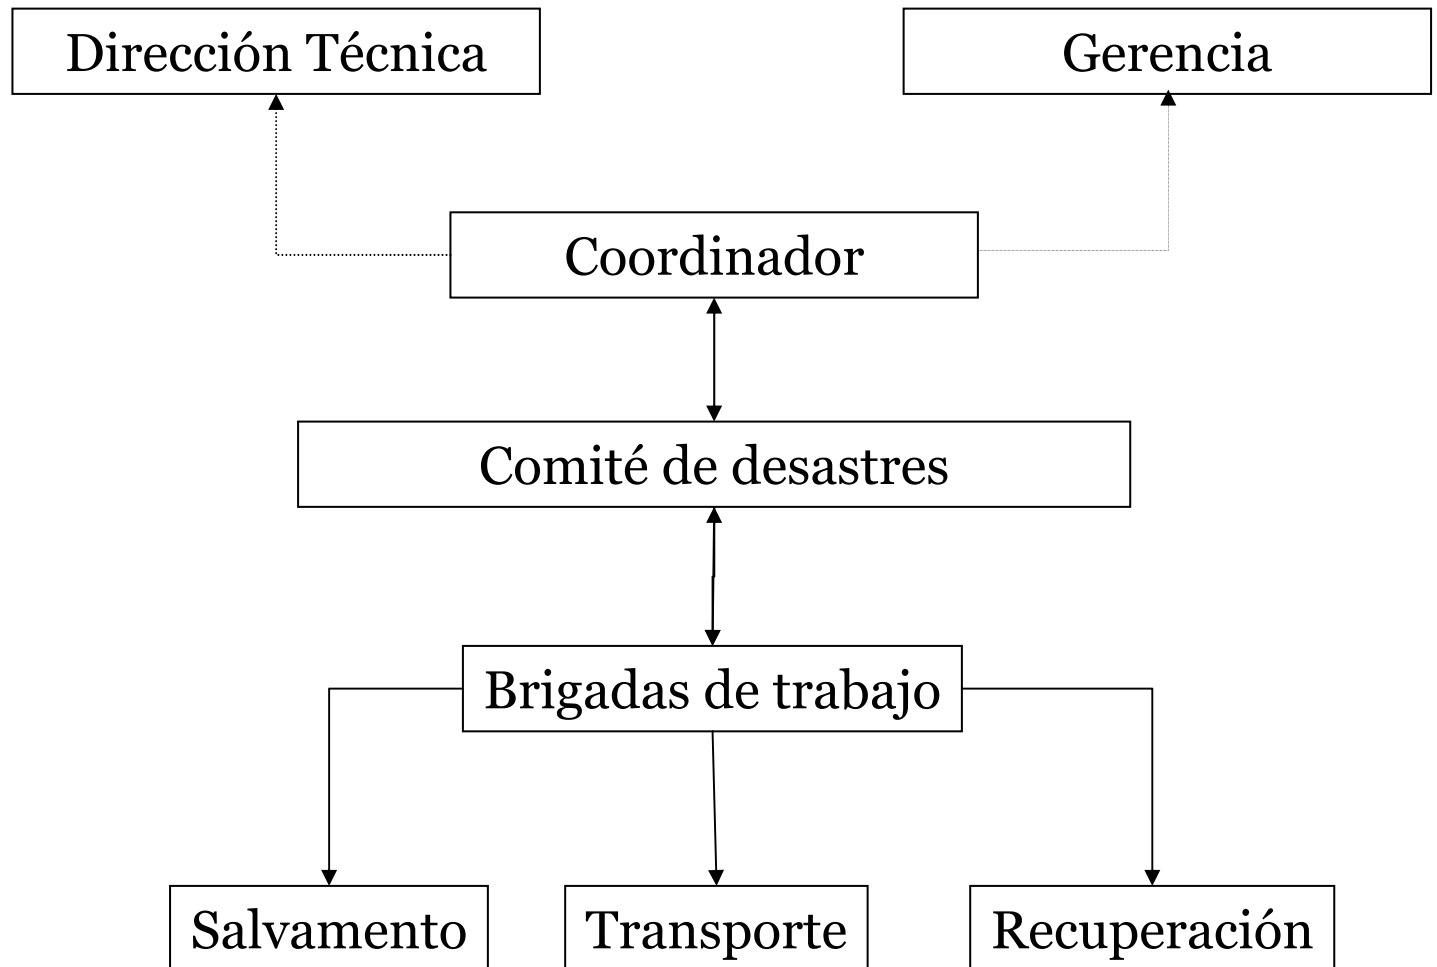 Dirección Técnica
Gerencia
Coordinador
Comité de desastres
Brigadas de trabajo
Salvamento
Transporte
Recuperación